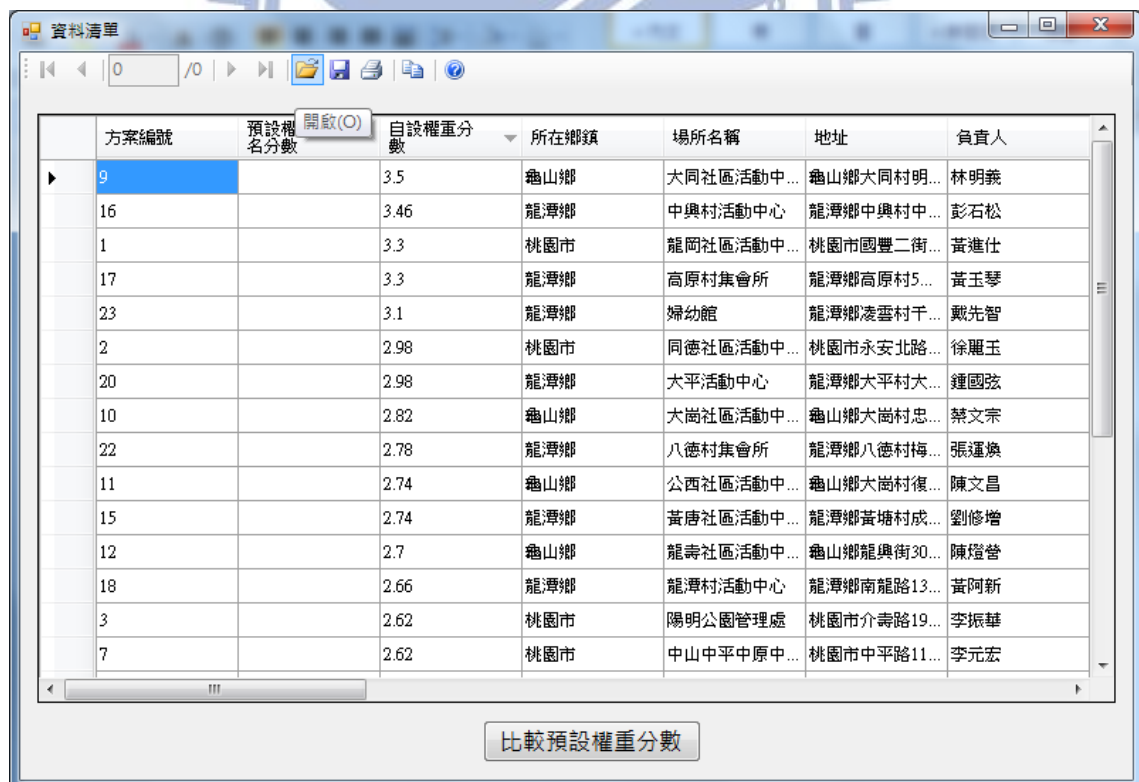 資料清單
0 /0
開啟(O)
方案編號 預設權 名分數 自設權重分數 所在鄉鎮 場所名稱 地址 負責人
9 3.5 龜山鄉 大同社區活動中... 龜山鄉大同村明... 林明義
16 3.46 龍潭鄉 中興村活動中心 龍潭鄉中興村中... 彭石松
1 3.3 桃園市 龍岡社區活動中... 桃園市國豐二街... 黃進仕
17 3.3 龍潭鄉 高原村集會所 龍潭鄉高原村5... 黃玉琴
23 3.1 龍潭鄉 婦幼館 龍潭鄉凌雲村千... 戴先智
2 2.98 桃園市 同德社區活動中... 桃園市永安北路... 徐麗玉
20 2.98 龍潭鄉 大平活動中心 龍潭鄉大平村大... 鍾國弦
10 2.82 龜山鄉 大崗社區活動中... 龜山鄉大崗村忠... 蔡文宗
22 2.78 龍潭鄉 八德村集會所 龍潭鄉八德村梅... 張運煥
11 2.74 龜山鄉 公西社區活動中... 龜山鄉大崗村復... 陳文昌
15 2.74 龍潭鄉 黃唐社區活動中... 龍潭鄉黃塘村成... 劉修增
12 2.7 龜山鄉 龍壽社區活動中... 龜山鄉龍興街30... 陳燈營
18 2.66 龍潭鄉 龍潭村活動中心 龍潭鄉南龍路13... 黃阿新
3 2.62 桃園市 陽明公園管理處 桃園市介壽路19... 李振華
7 2.62 桃園市 中山中平中原中... 桃園市中平路11... 李元宏
比較預設權重分數